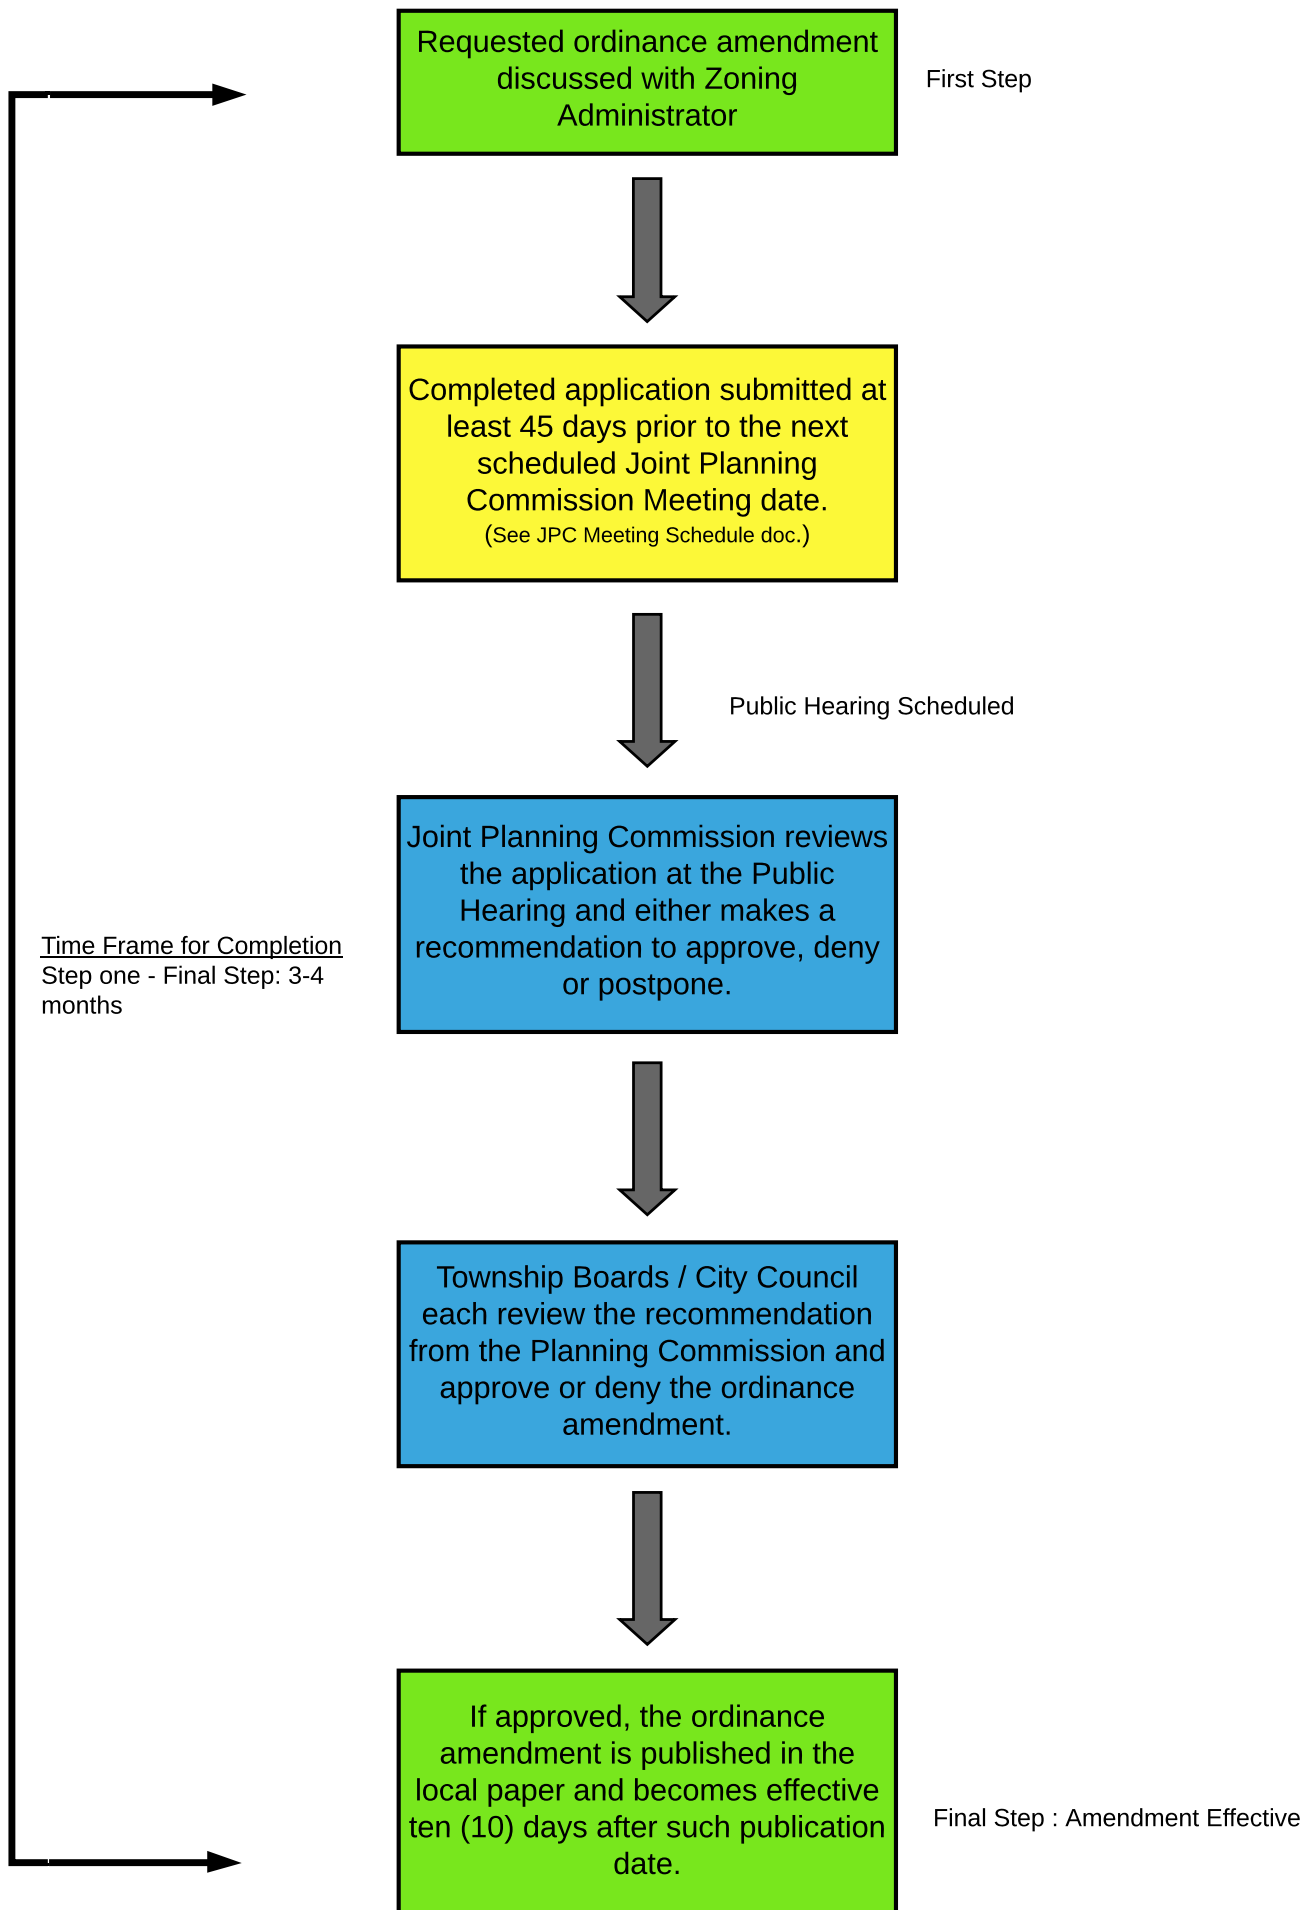 Requested ordinance amendment
discussed with Zoning
Administrator
First Step
Completed application submitted at
least 45 days prior to the next
scheduled Joint Planning
Commission Meeting date.
(See JPC Meeting Schedule doc.)
Public Hearing Scheduled
Joint Planning Commission reviews
the application at the Public
Hearing and either makes a
recommendation to approve, deny
or postpone.
Time Frame for Completion
Step one - Final Step: 3-4
months
Township Boards / City Council
each review the recommendation
from the Planning Commission and
approve or deny the ordinance
amendment.
If approved, the ordinance
amendment is published in the
local paper and becomes effective
ten (10) days after such publication
date.
Final Step : Amendment Effective